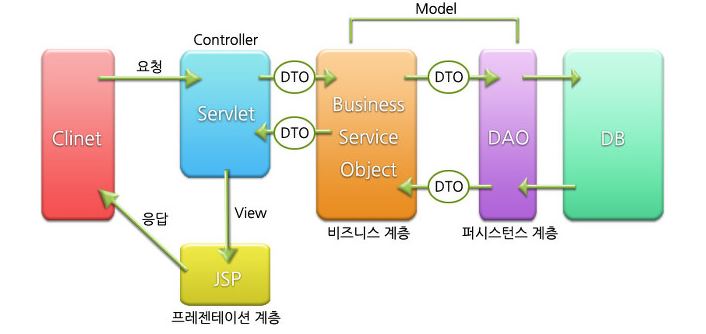 Model
Controller
요청
DTO
DTO
Clinet
Servlet
DTO
Business
Service
Object
DAO
DB
DTO
응답
View
비즈니스 계층
퍼시스턴스 계층
JSP
프레젠테이션 계층